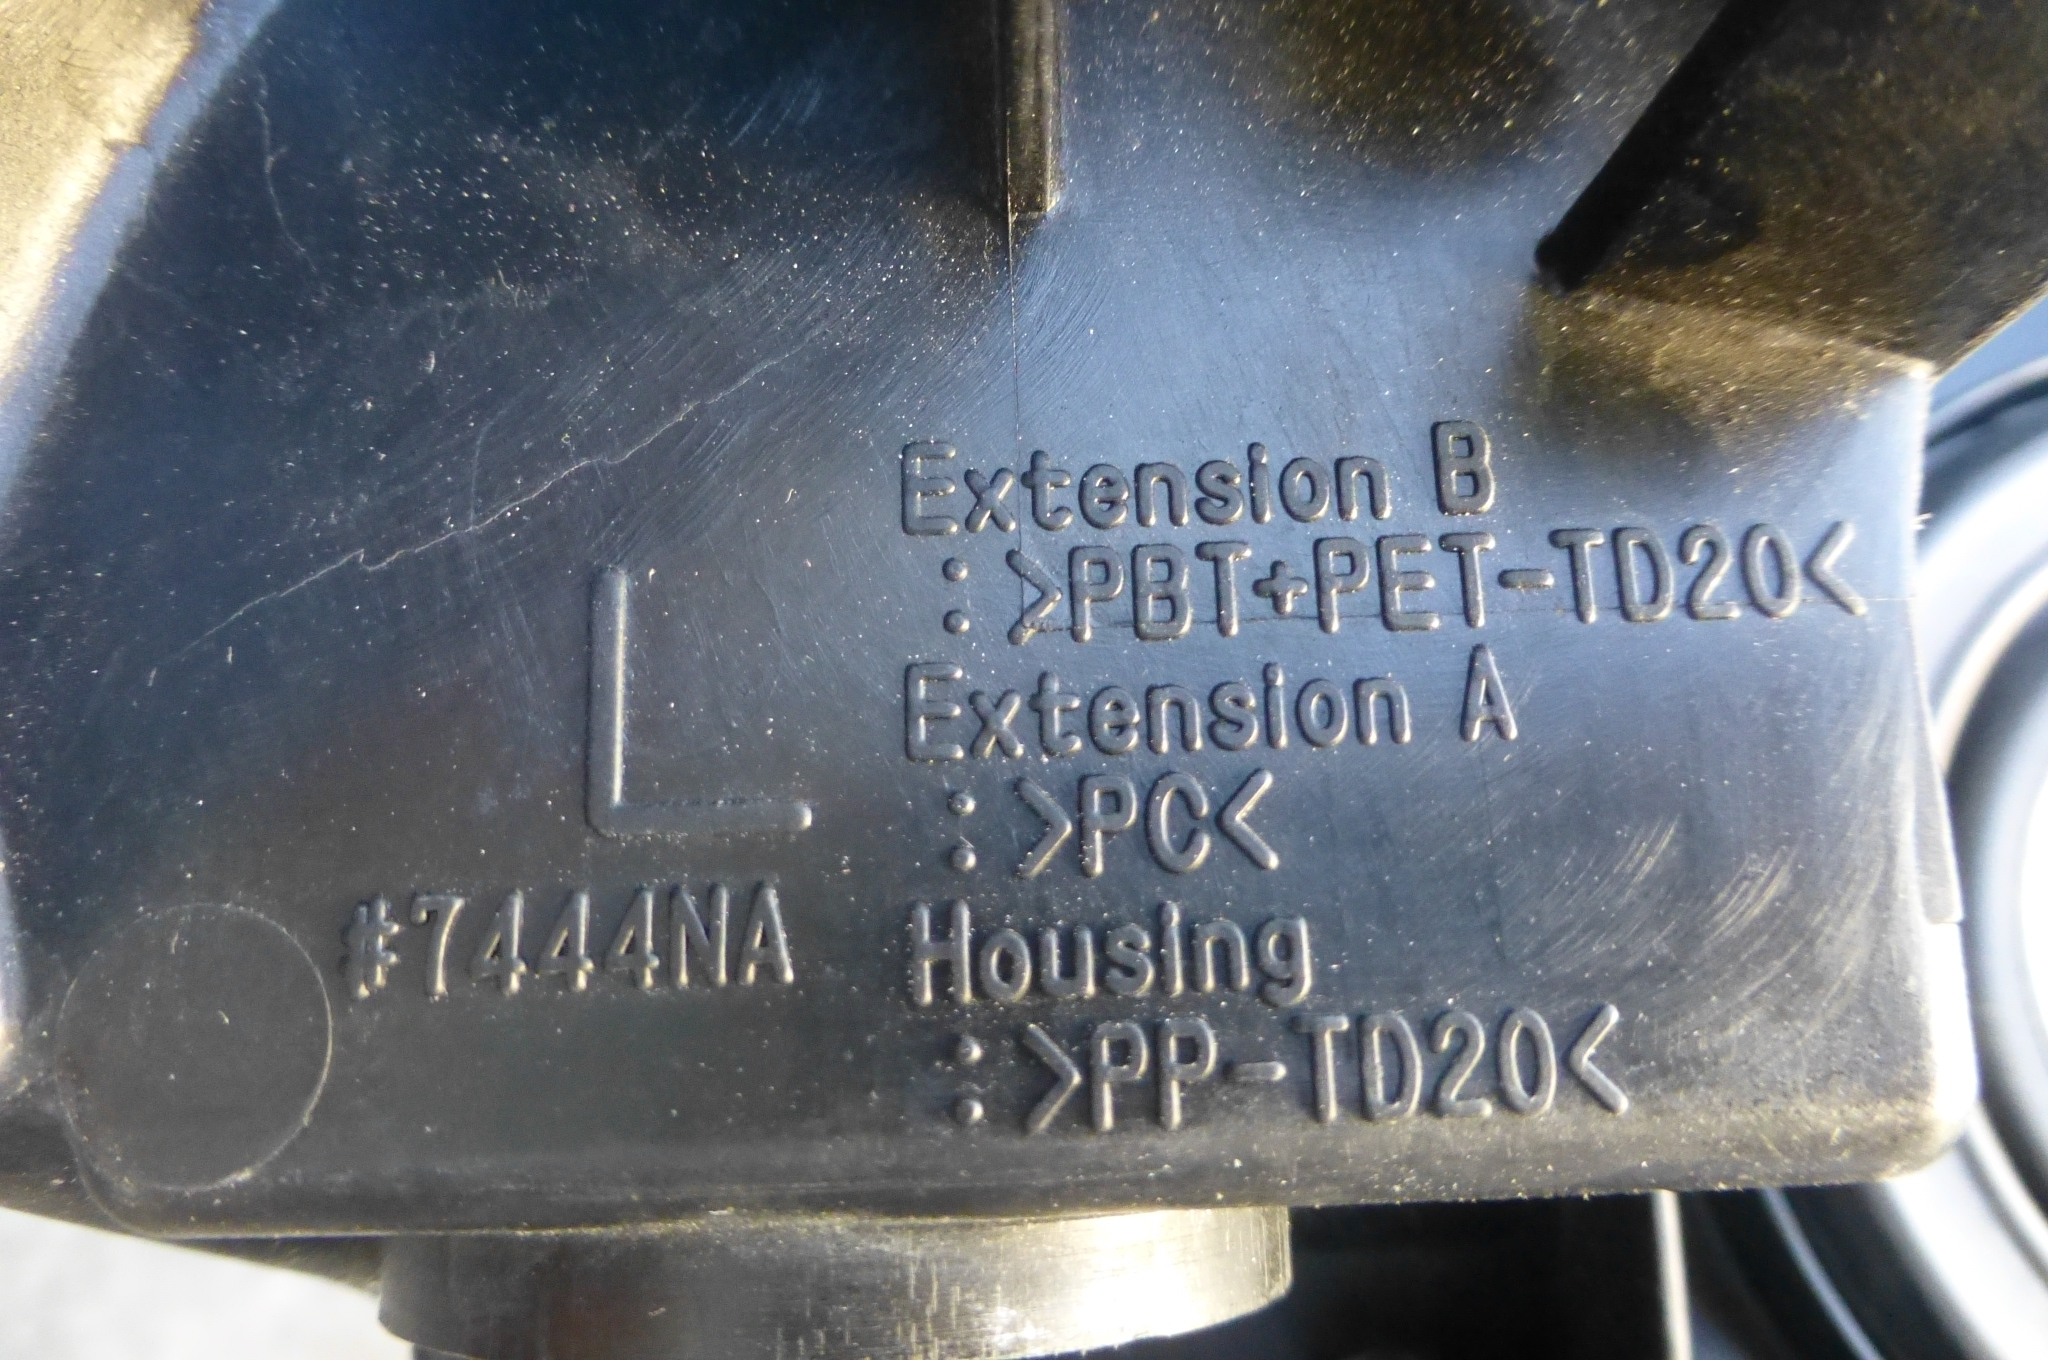 Extension B
:>PBT+PET-TD20<
Extension A
:>PC<
Housing
:>PP-TD20<
L
#7444NA